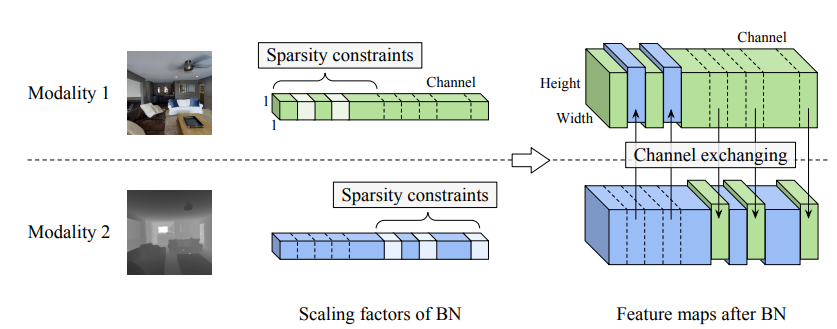 Modality 1
Sparsity constraints
Channel
1
1
Channel
Height
Width
Channel exchanging
Modality 2
Sparsity constraints
Scaling factors of BN
Feature maps after BN